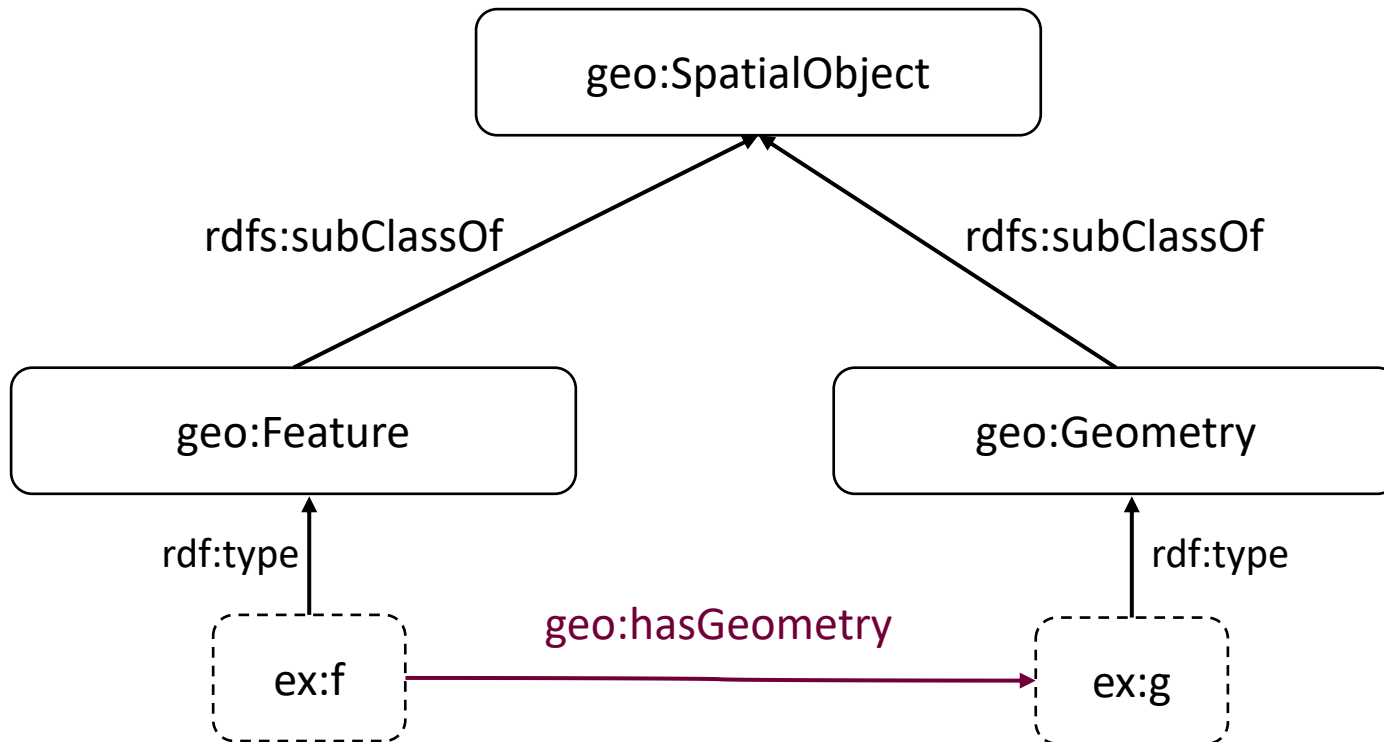 geo:SpatialObject
rdfs:subClassOf
rdfs:subClassOf
geo:Feature
geo:Geometry
rdf:type
rdf:type
geo:hasGeometry
ex:f
ex:g